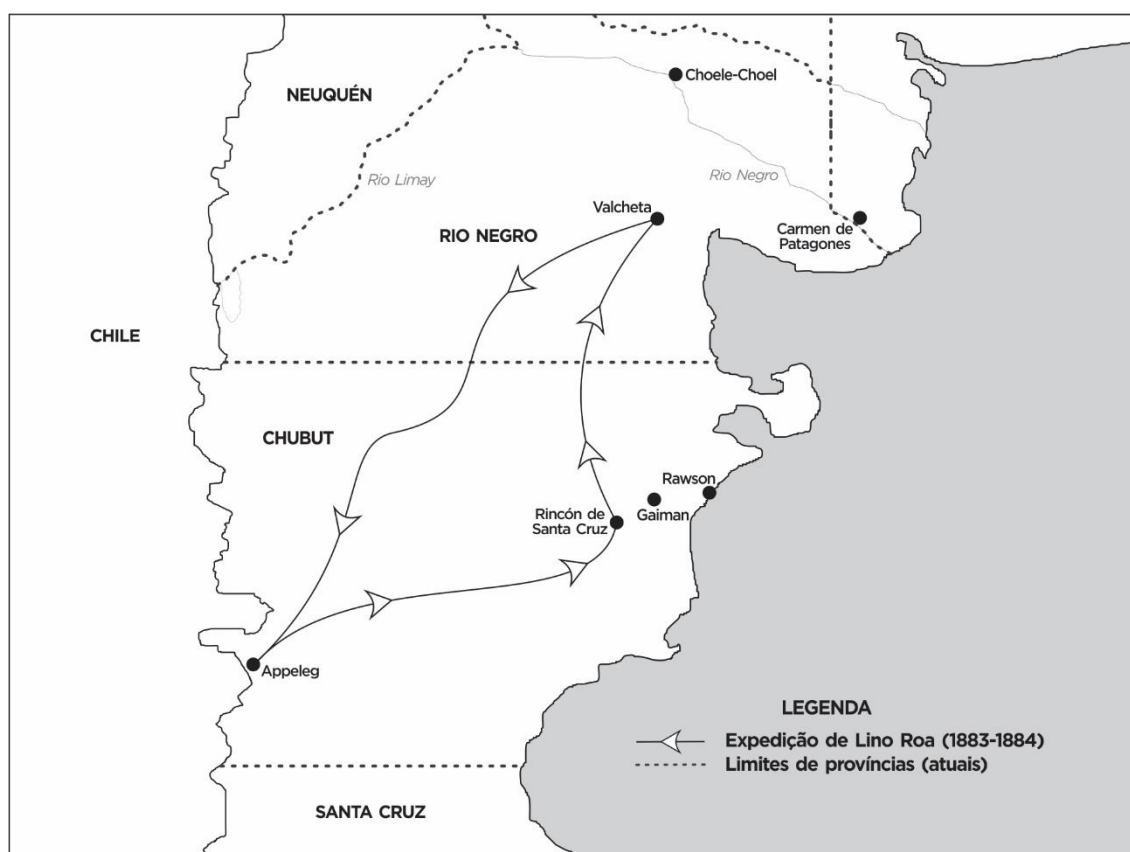 Choele-Choel
NEUQUÉN
Rio Limay
Rio Negro
Valcheta
Carmen de
Patagones
RIO NEGRO
CHILE
CHUBUT
Rawson
Gaiman
Rincón de
Santa Cruz
Appeleg
LEGENDA
Expedição de Lino Roa (1883-1884)
Limites de províncias (atuais)
SANTA CRUZ